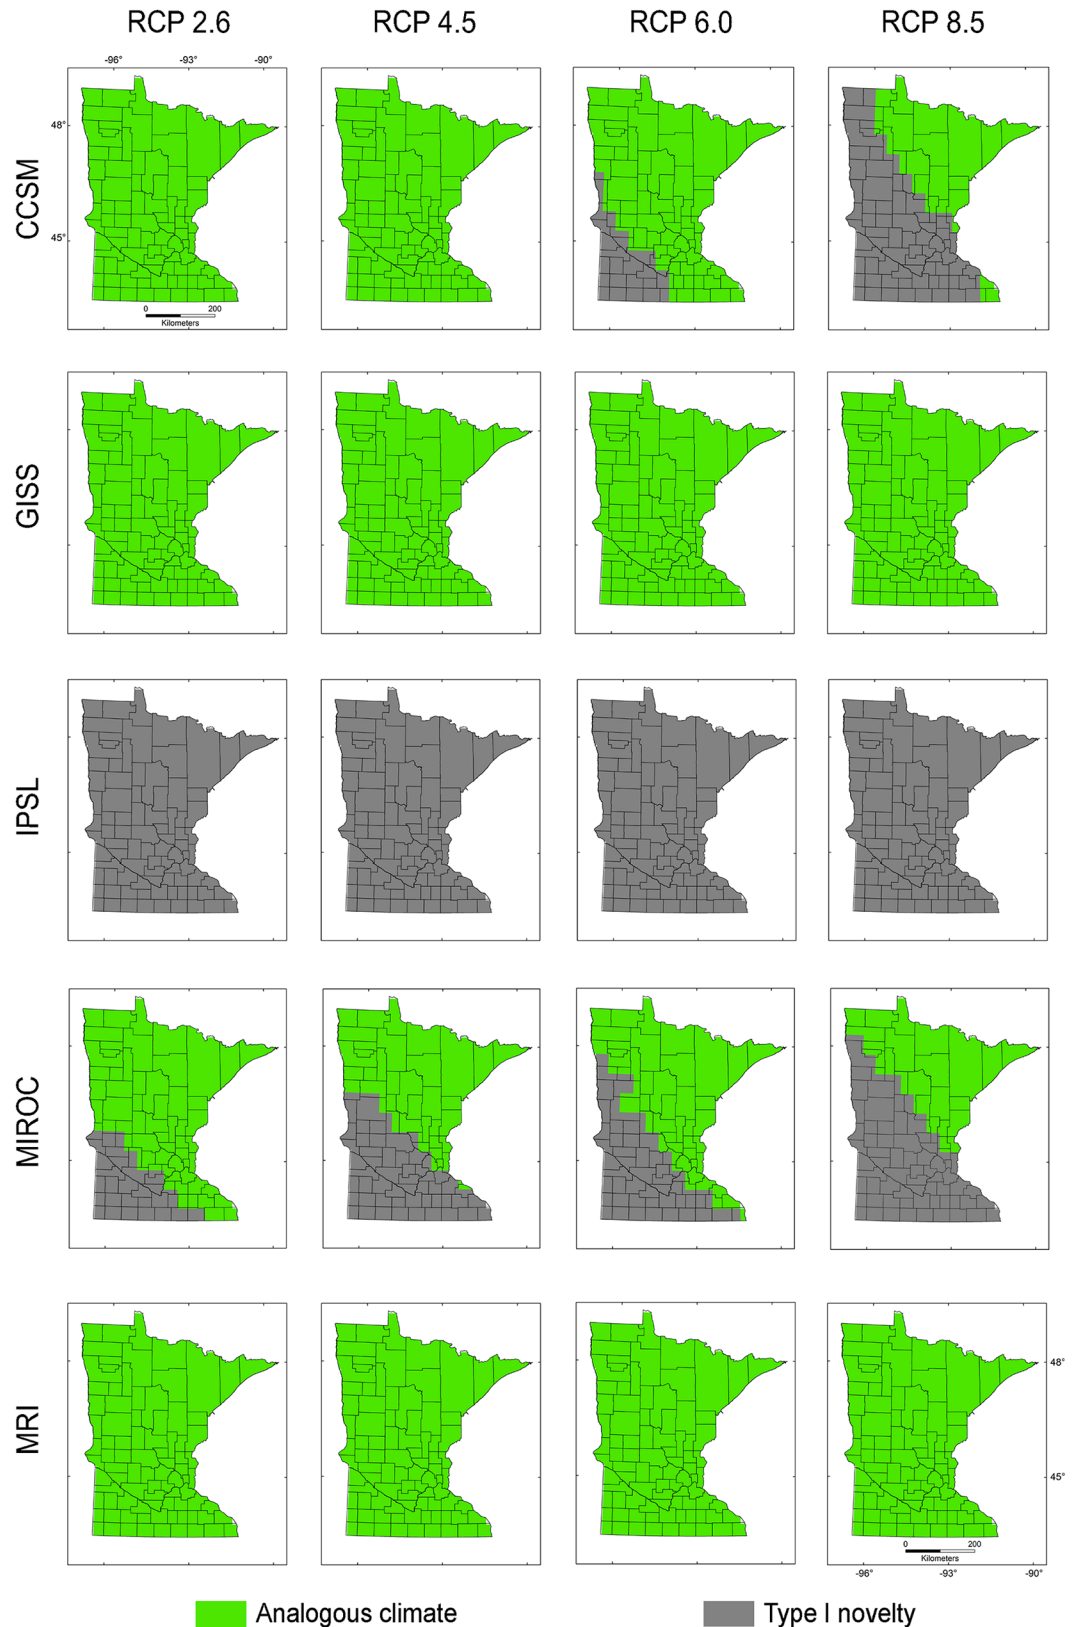 RCP 2.6 RCP 4.5 RCP 6.0 RCP 8.5
-96° -93° -90°
48°
CCSM
45°
0 200
Kilometers
GISS
IPSL
MIROC
MRI
48°
45°
0 200
Kilometers
-96° -93° -90°
Analogous climate Type I novelty